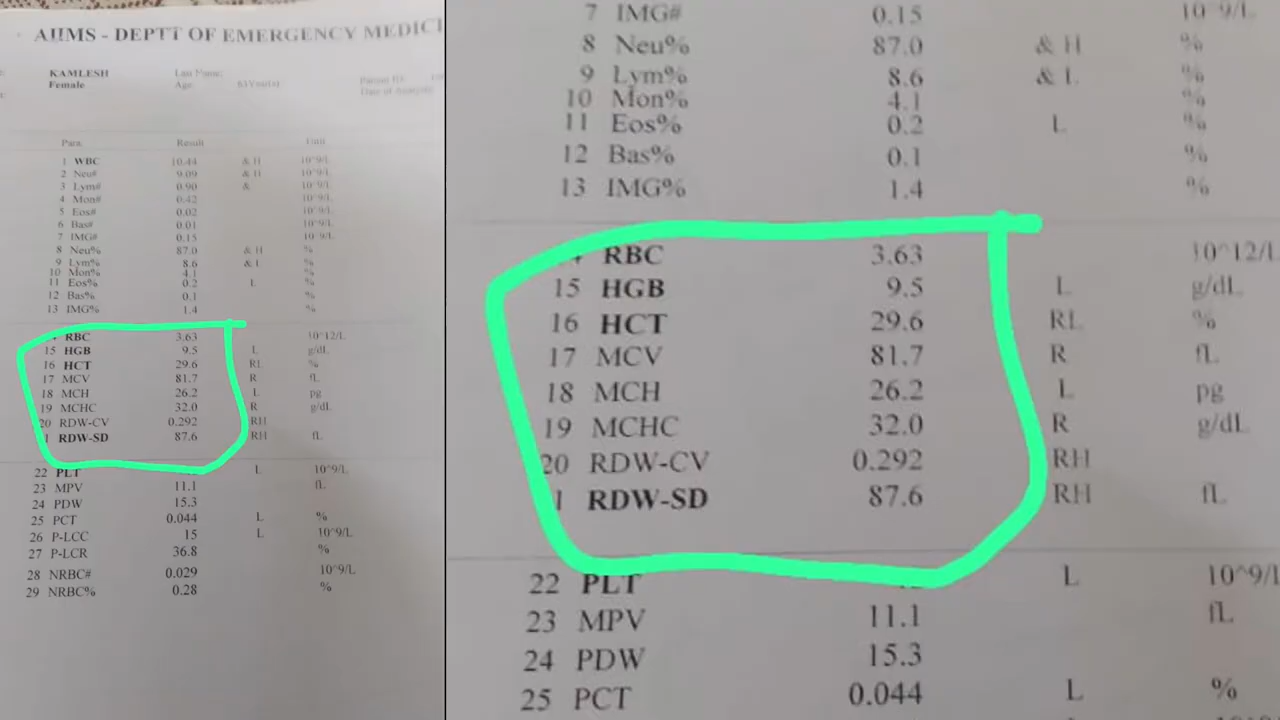 AIIMS - DEPTT OF EMERGENCY MEDICI
KAMLESH Last Name:
Female Age:
Para. Result Unit
1 WBC 10.44 & H 10^9/L
2 Neu# 9.09 & H 10^9/L
3 Lym# 0.90 & 10^9/L
4 Mon# 0.42 10^9/L
5 Eos# 0.02 10^9/L
6 Bas# 0.01 10^9/L
7 IMG# 0.15 10^9/L
8 Neu% 87.0 & H %
9 Lym% 8.6 & L %
10 Mon% 4.1 %
11 Eos% 0.2 L %
12 Bas% 0.1 %
13 IMG% 1.4 %
RBC 3.63 10^12/L
15 HGB 9.5 L g/dL
16 HCT 29.6 RL %
17 MCV 81.7 R fL
18 MCH 26.2 L pg
19 MCHC 32.0 R g/dL
20 RDW-CV 0.292 RH
1 RDW-SD 87.6 RH fL
22 PLT L 10^9/L
23 MPV 11.1 fL
24 PDW 15.3
25 PCT 0.044 L %
26 P-LCC 15 L 10^9/L
27 P-LCR 36.8 %
28 NRBC# 0.029 10^9/L
29 NRBC% 0.28 %
7 IMG# 0.15 10^9/L
8 Neu% 87.0 & H %
9 Lym% 8.6 & L %
10 Mon% 4.1 %
11 Eos% 0.2 L %
12 Bas% 0.1 %
13 IMG% 1.4 %
RBC 3.63 10^12/L
15 HGB 9.5 L g/dL
16 HCT 29.6 RL %
17 MCV 81.7 R fL
18 MCH 26.2 L pg
19 MCHC 32.0 R g/dL
20 RDW-CV 0.292 RH
1 RDW-SD 87.6 RH fL
22 PLT L 10^9/
23 MPV 11.1 fL
24 PDW 15.3
25 PCT 0.044 L %